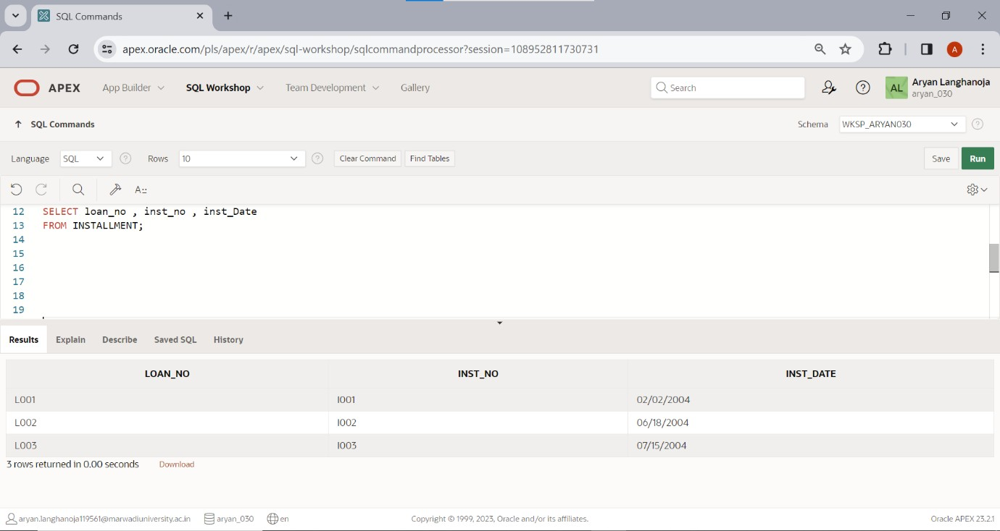 SQL Commands
apex.oracle.com/pls/apex/r/apex/sql-workshop/sqlcommandprocessor?session=108952811730731
A
APEX App Builder SQL Workshop Team Development Gallery Search AL Aryan Langhanoja
aryan_030
SQL Commands Schema WKSP_ARYAN030
Language SQL Rows 10 Clear Command Find Tables Save Run
A::
12 SELECT loan_no , inst_no , inst_Date
13 FROM INSTALLMENT;
14
15
16
17
18
19
Results Explain Describe Saved SQL History
LOAN_NO INST_NO INST_DATE
L001 I001 02/02/2004
L002 I002 06/18/2004
L003 I003 07/15/2004
3 rows returned in 0.00 seconds Download
aryan.langhanoja119561@marwadiuniversity.ac.in aryan_030 en Copyright © 1999, 2023, Oracle and/or its affiliates. Oracle APEX 23.2.1